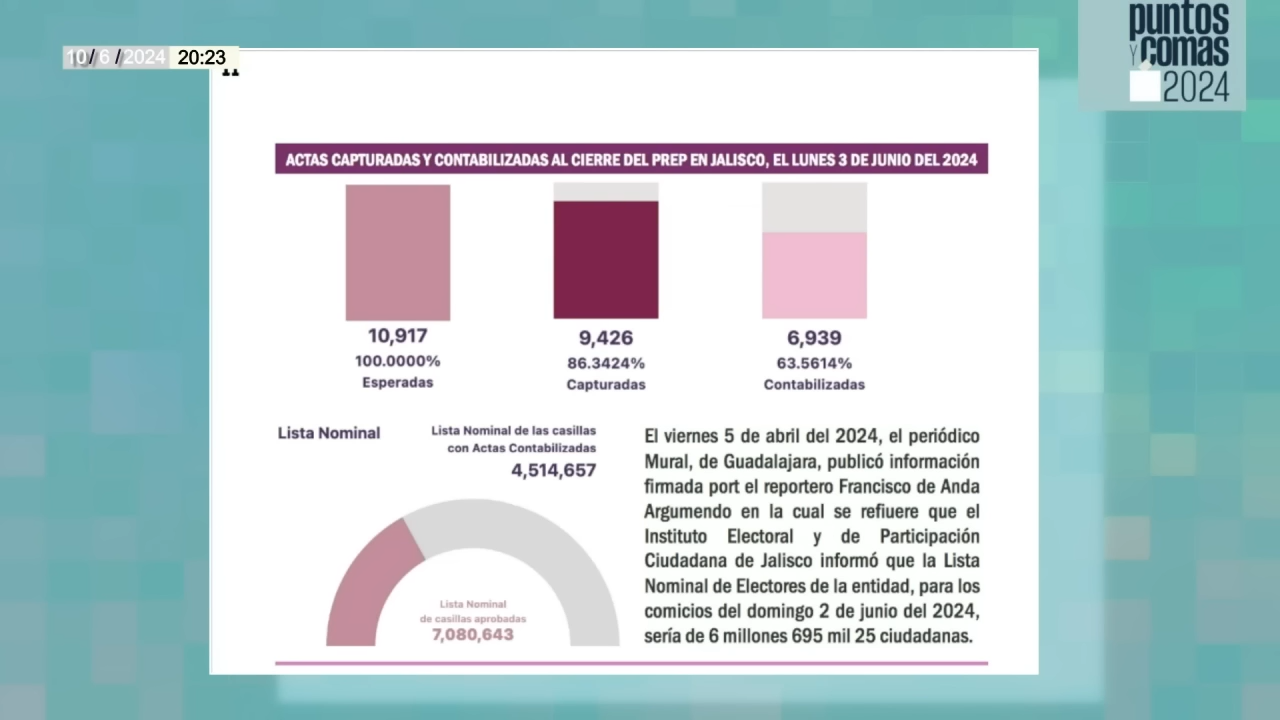 puntos
y comas
2024
10/ 6 /2024 20:23
ACTAS CAPTURADAS Y CONTABILIZADAS AL CIERRE DEL PREP EN JALISCO, EL LUNES 3 DE JUNIO DEL 2024
10,917
100.0000%
Esperadas
9,426
86.3424%
Capturadas
6,939
63.5614%
Contabilizadas
Lista Nominal
Lista Nominal de las casillas
con Actas Contabilizadas
4,514,657
Lista Nominal
de casillas aprobadas
7,080,643
El viernes 5 de abril del 2024, el periódico
Mural, de Guadalajara, publicó información
firmada port el reportero Francisco de Anda
Argumendo en la cual se refiuere que el
Instituto Electoral y de Participación
Ciudadana de Jalisco informó que la Lista
Nominal de Electores de la entidad, para los
comicios del domingo 2 de junio del 2024,
sería de 6 millones 695 mil 25 ciudadanas.